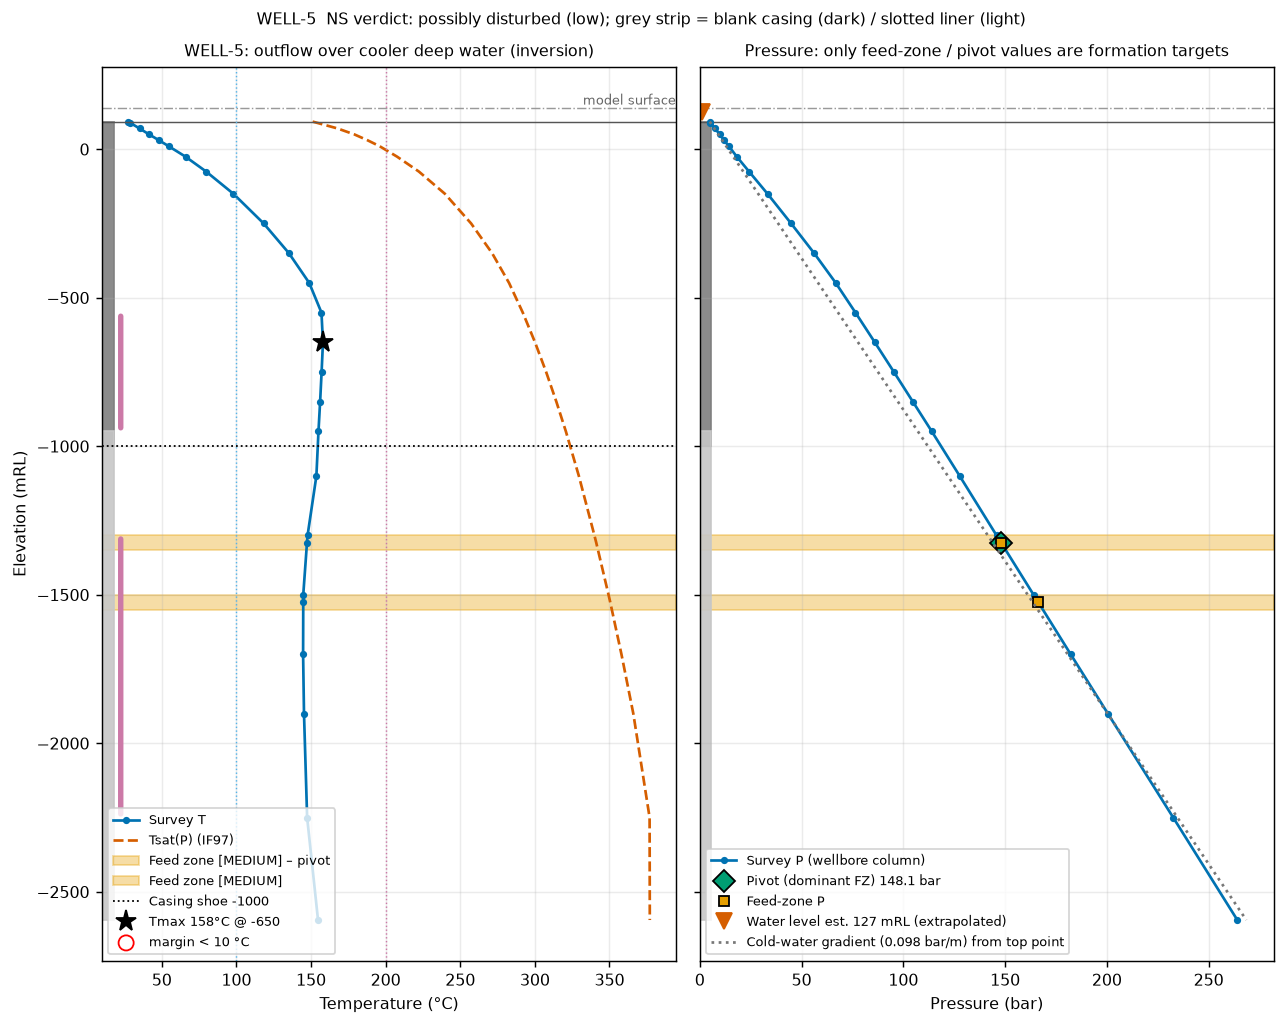 WELL-5  NS verdict: possibly disturbed (low); grey strip = blank casing (dark) / slotted liner (light)
WELL-5: outflow over cooler deep water (inversion)
Pressure: only feed-zone / pivot values are formation targets
model surface
0
−500
−1000
−1500
−2000
−2500
Elevation (mRL)
Survey T
Tsat(P) (IF97)
Feed zone [MEDIUM] – pivot
Feed zone [MEDIUM]
Casing shoe -1000
Tmax 158°C @ -650
margin < 10 °C
50
100
150
200
250
300
350
Temperature (°C)
Survey P (wellbore column)
Pivot (dominant FZ) 148.1 bar
Feed-zone P
Water level est. 127 mRL (extrapolated)
Cold-water gradient (0.098 bar/m) from top point
0
50
100
150
200
250
Pressure (bar)